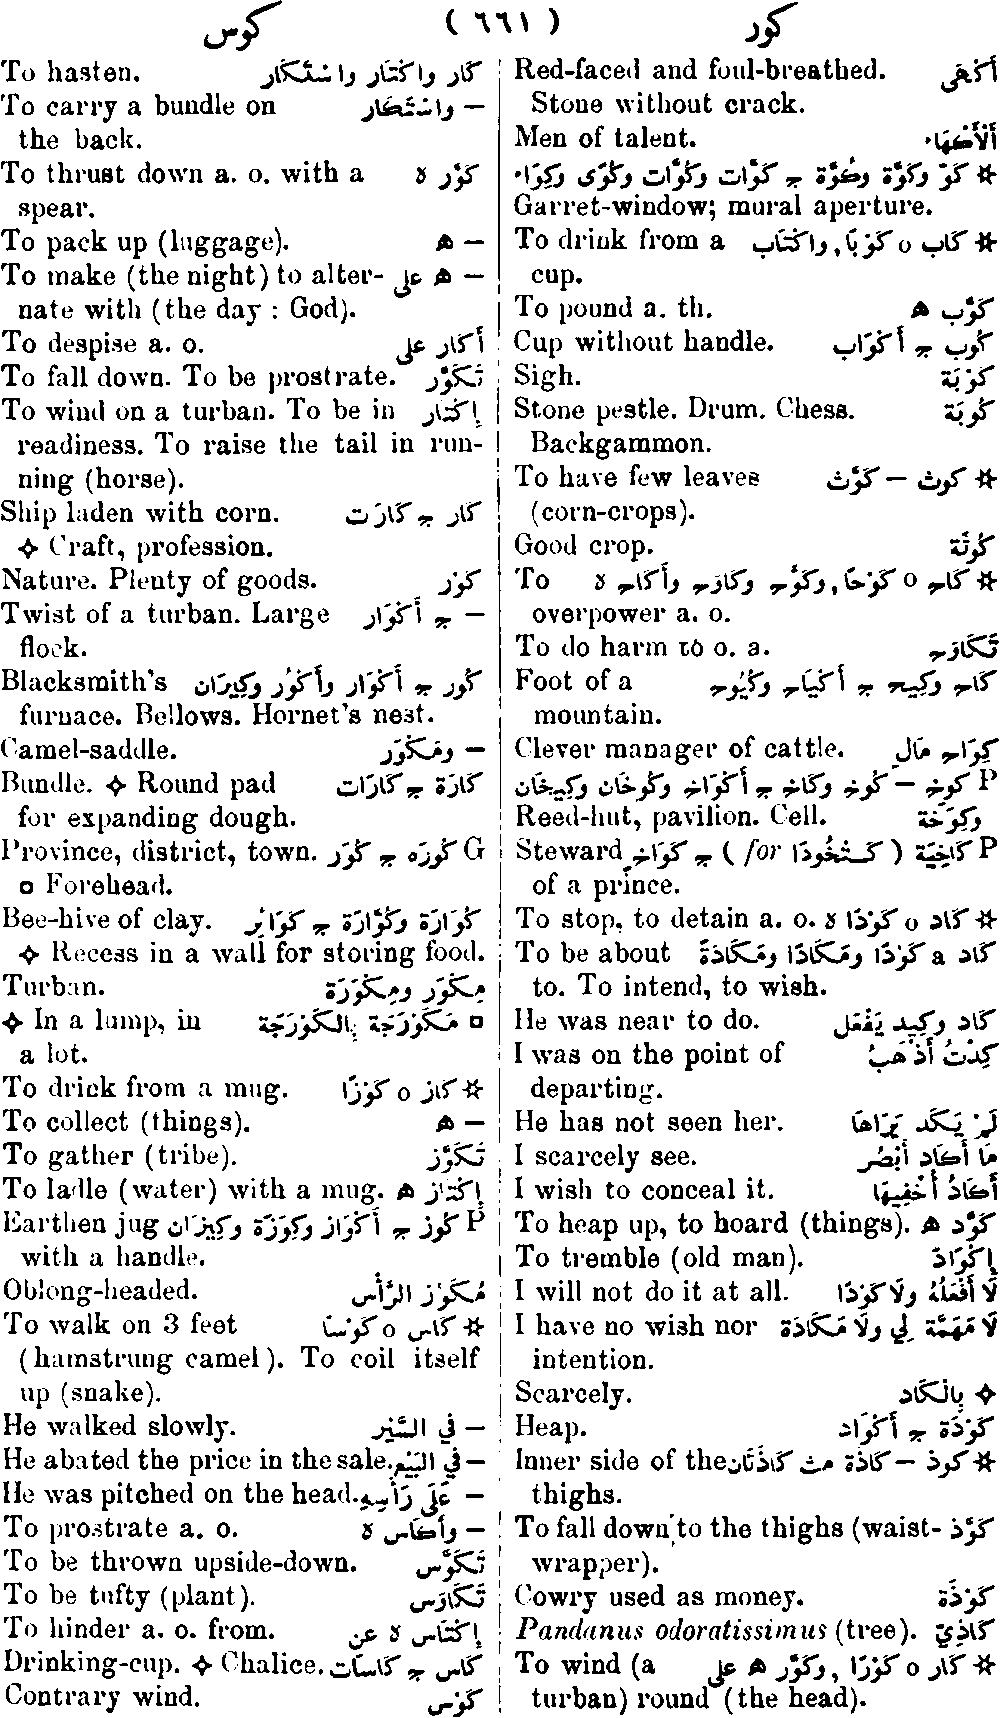 كور ( ٦٦١ ) كوس
Red-faced and foul-breathed. أَكْهَى
Stone without crack.
Men of talent. أَلْأَكْهَاء
✲ كَوّ وكَوَّة وكُوَّة ج كَوَّات وكُوَّات وكُوًى وكِوَاء
Garret-window; mural aperture.
To drink from a ✲ كَاب o كَوْبًا, واكْتَاب
cup.
To pound a. th. كَوَّب ه
Cup without handle. كُوب ج أَكْوَاب
Sigh. كَوْبَة
Stone pestle. Drum. Chess. كُوبَة
Backgammon.
To have few leaves ✲ كوث – كَوَّث
(corn-crops).
Good crop. كُوثَة
To ✲ كَاح o كَوْحًا, وكَوَّح وكَاوَح وأَكَاح ه
overpower a. o.
To do harm to o. a. تَكَاوَح
Foot of a كَاح وكِيح ج أَكْيَاح وكُيُوح
mountain.
Clever manager of cattle. كِوَاح مَال
P كوخ – كُوخ وكَاخ ج أَكْوَاخ وكُوخَان وكِيخَان
Reed-hut, pavilion. Cell. وكِوَخَة
Steward P كَاخِيَة ( for كَتْخُودَا ) ج كَوَاخ
of a prince.
To stop, to detain a. o. ✲ كَاد o كَوْدًا ه
To be about كَاد a كَوْدًا ومَكَادًا ومَكَادَةً
to. To intend, to wish.
He was near to do. كَاد وكِيد يَفْعَل
I was on the point of كِدْتُ أَذْهَبُ
departing.
He has not seen her. لَمْ يَكَد يَرَاهَا
I scarcely see. مَا أَكَاد أَبْصُر
I wish to conceal it. أَكَادُ أُخْفِيهَا
To heap up, to hoard (things). كَوَّد ه
To tremble (old man). إِكْوَادَّ
I will not do it at all. لَا أَفْعَلُهُ ولَا كَوْدًا
I have no wish nor لَا مَهَمَّة لِي ولَا مَكَادَة
intention.
Scarcely. ✧ بِالْكَاد
Heap. كَوْدَة ج أَكْوَاد
Inner side of the ✲ كوذ – كَاذَة مث كَاذَتَان
thighs.
To fall down to the thighs (waist- كَوَّذ
wrapper).
Cowry used as money. كَوْذَة
Pandanus odoratissimus (tree). كَاذِيّ
To wind (a ✲ كَار o كَوْرًا, وكَوَّر ه على
turban) round (the head).
To hasten. كَار واكْتَار واسْتَكَار
To carry a bundle on – واسْتَكَار
the back.
To thrust down a. o. with a كَوَّر ه
spear.
To pack up (luggage). – ه
To make (the night) to alter- – ه على
nate with (the day : God).
To despise a. o. أَكَار على
To fall down. To be prostrate. تَكَوَّر
To wind on a turban. To be in إِكْتَار
readiness. To raise the tail in run-
ning (horse).
Ship laden with corn. كَار ج كَارَات
✧ Craft, profession.
Nature. Plenty of goods. كَوْر
Twist of a turban. Large – ج أَكْوَار
flock.
Blacksmith's كُور ج أَكْوَار وأَكْوُر وكِيرَان
furnace. Bellows. Hornet's nest.
Camel-saddle. – ومَكْوَر
Bundle. ✧ Round pad كَارَة ج كَارَات
for expanding dough.
Province, district, town. G كُورَه ج كُوَر
□ Forehead.
Bee-hive of clay. كُوَارَة وكُوَّارَة ج كَوَائِر
✧ Recess in a wall for storing food.
Turban. مِكْوَر ومِكْوَرَة
✧ In a lump, in □ مَكَوْرَجَة بِالكَوْرَجَة
a lot.
To drink from a mug. ✲ كَاز o كَوْزًا
To collect (things). – ه
To gather (tribe). تَكَوَّز
To ladle (water) with a mug. إِكْتَاز ه
Earthen jug P كُوز ج أَكْوَاز وكِوَزَة وكِيزَان
with a handle.
Oblong-headed. مُكَوَّز الرَّأْس
To walk on 3 feet ✲ كَاس o كَوْسًا
(hamstrung camel). To coil itself
up (snake).
He walked slowly. – في السَّيْر
He abated the price in the sale. – في البَيْع
He was pitched on the head. – عَلَى رَأْسِهِ
To prostrate a. o. – وأَكَاس ه
To be thrown upside-down. تَكَوَّس
To be tufty (plant). تَكَاوَس
To hinder a. o. from. إِكْتَاس ه عن
Drinking-cup. ✧ Chalice. كَاس ج كَاسَات
Contrary wind. كَوْس